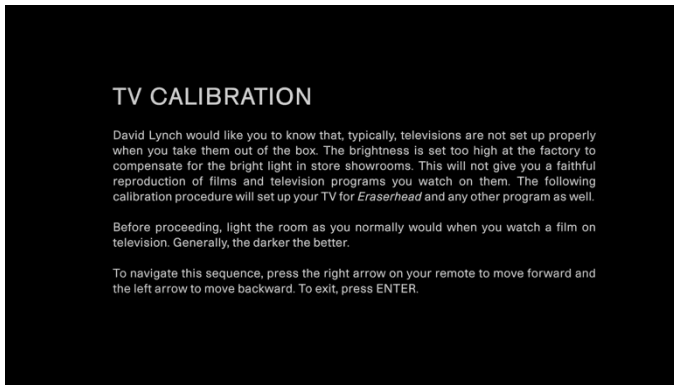 TV CALIBRATION
David Lynch would like you to know that, typically, televisions are not set up properly
when you take them out of the box. The brightness is set too high at the factory to
compensate for the bright light in store showrooms. This will not give you a faithful
reproduction of films and television programs you watch on them. The following
calibration procedure will set up your TV for Eraserhead and any other program as well.
Before proceeding, light the room as you normally would when you watch a film on
television. Generally, the darker the better.
To navigate this sequence, press the right arrow on your remote to move forward and
the left arrow to move backward. To exit, press ENTER.